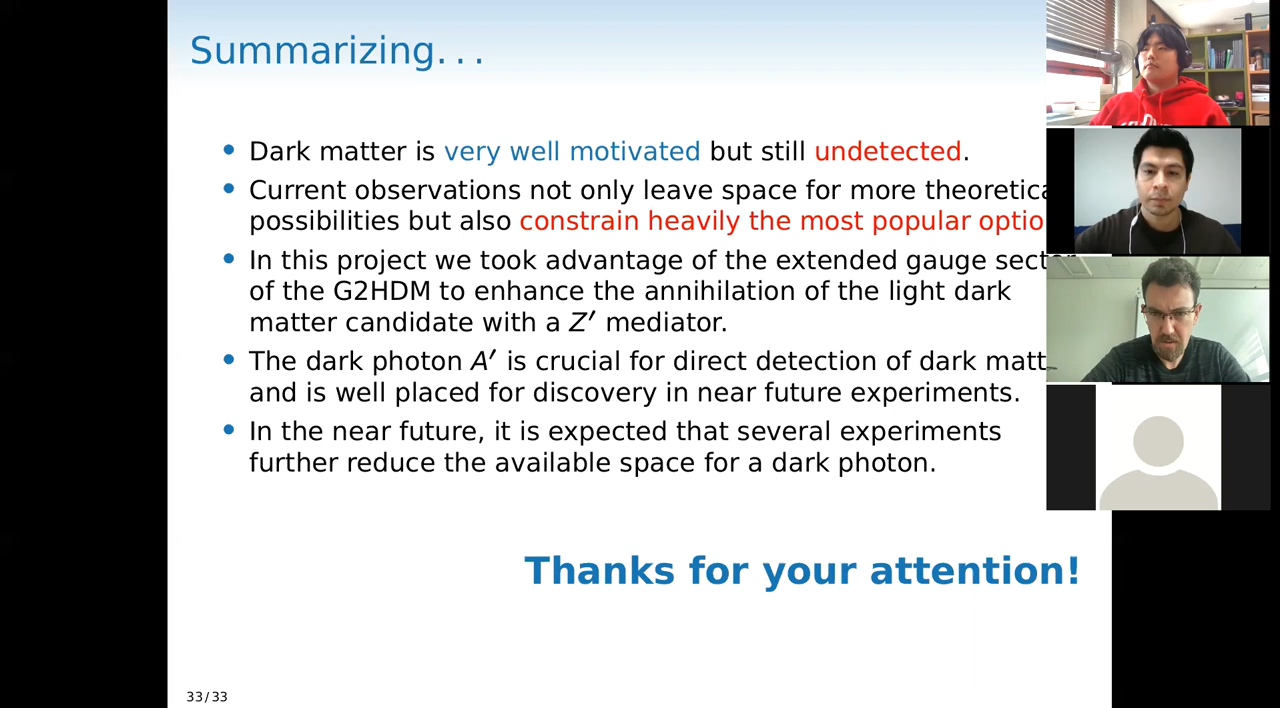 Summarizing. . .
• Dark matter is very well motivated but still undetected.
• Current observations not only leave space for more theoretica
possibilities but also constrain heavily the most popular optio
• In this project we took advantage of the extended gauge sector
of the G2HDM to enhance the annihilation of the light dark
matter candidate with a Z′ mediator.
• The dark photon A′ is crucial for direct detection of dark matt
and is well placed for discovery in near future experiments.
• In the near future, it is expected that several experiments
further reduce the available space for a dark photon.
Thanks for your attention!
33/33